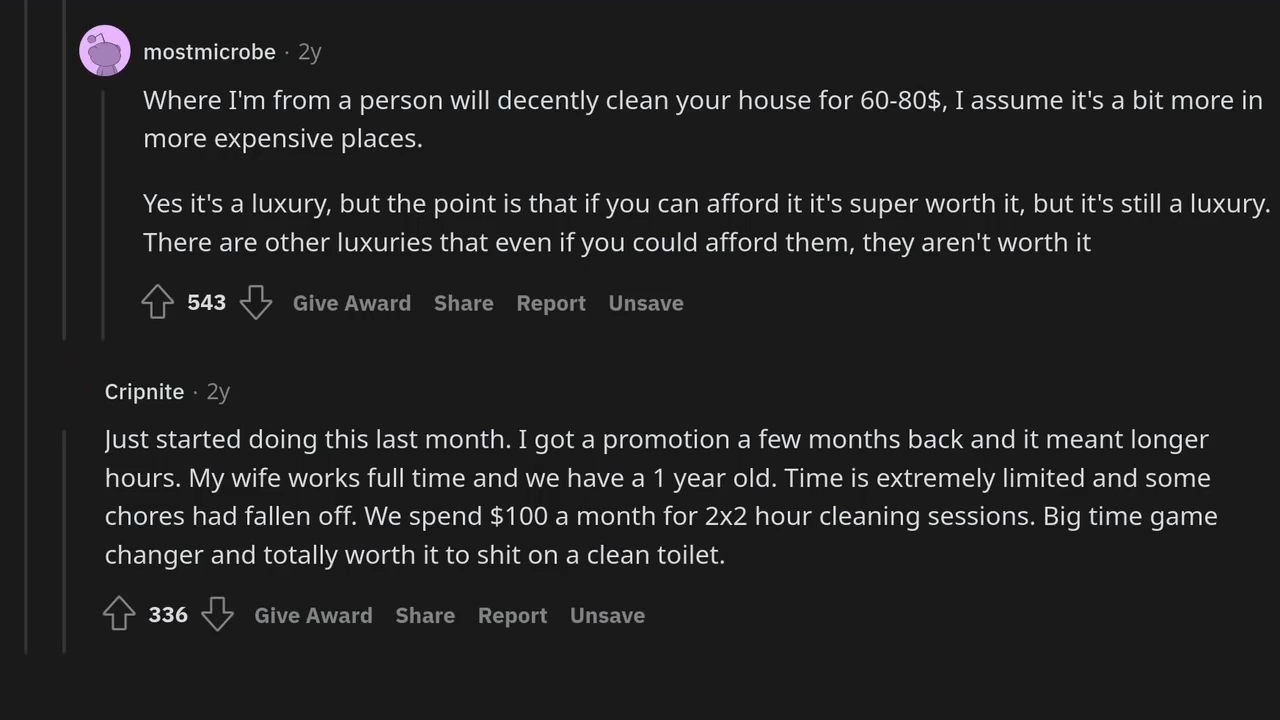 mostmicrobe · 2y
Where I'm from a person will decently clean your house for 60-80$, I assume it's a bit more in
more expensive places.
Yes it's a luxury, but the point is that if you can afford it it's super worth it, but it's still a luxury.
There are other luxuries that even if you could afford them, they aren't worth it
543 Give Award Share Report Unsave
Cripnite · 2y
Just started doing this last month. I got a promotion a few months back and it meant longer
hours. My wife works full time and we have a 1 year old. Time is extremely limited and some
chores had fallen off. We spend $100 a month for 2x2 hour cleaning sessions. Big time game
changer and totally worth it to shit on a clean toilet.
336 Give Award Share Report Unsave